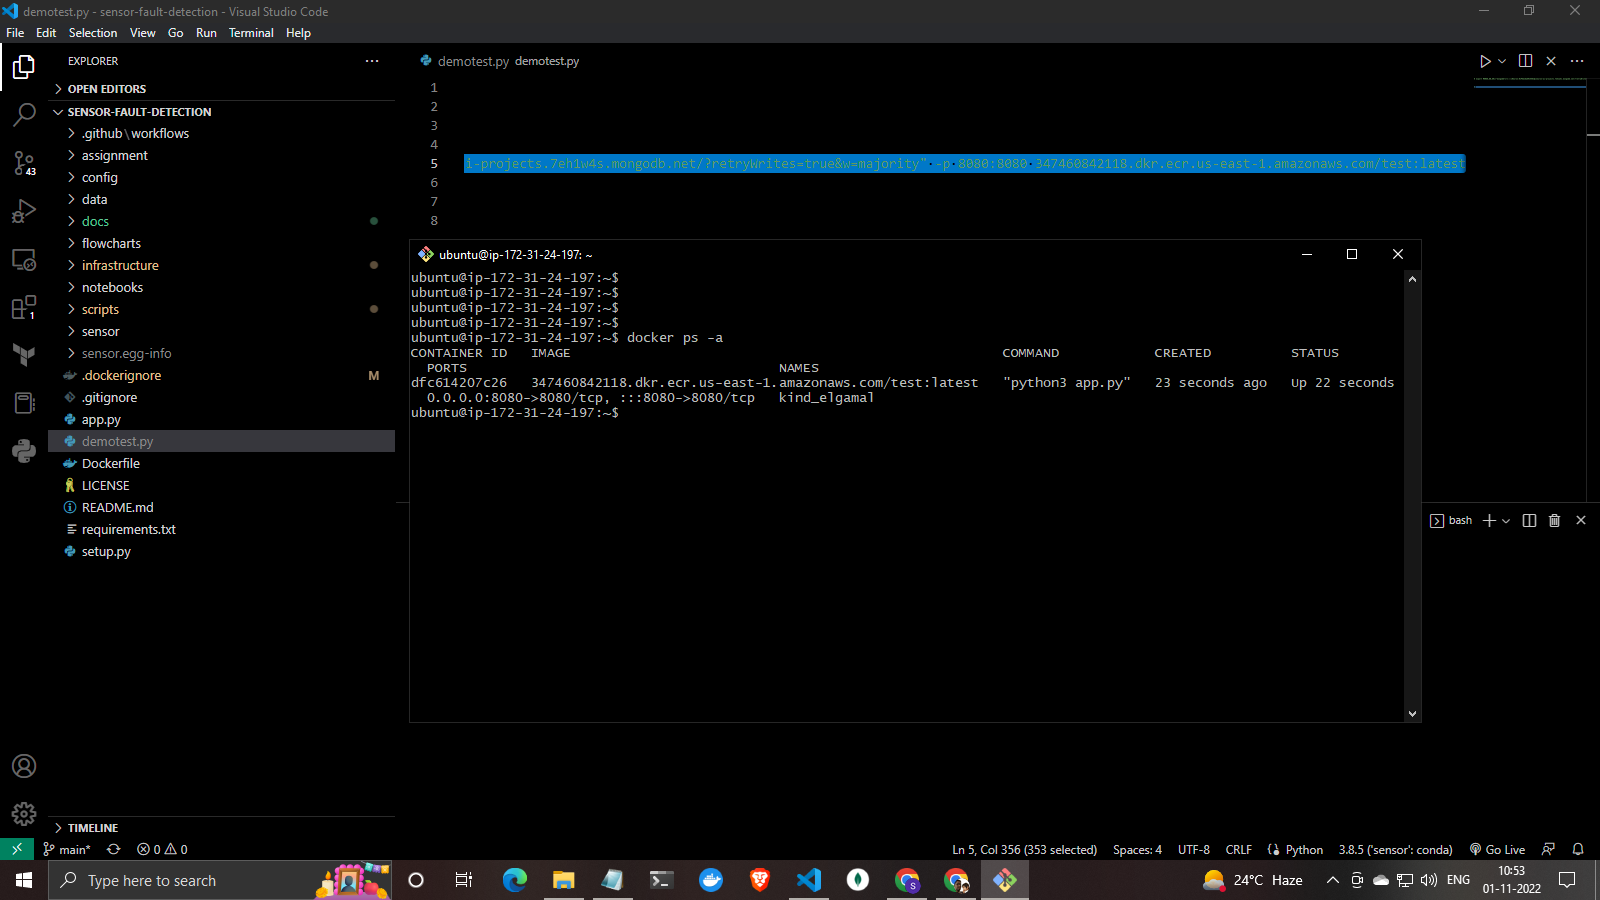 demotest.py - sensor-fault-detection - Visual Studio Code
File Edit Selection View Go Run Terminal Help
EXPLORER
demotest.py demotest.py
OPEN EDITORS
SENSOR-FAULT-DETECTION
.github\workflows
assignment
config
data
docs
flowcharts
infrastructure
notebooks
scripts
sensor
sensor.egg-info
.dockerignore M
.gitignore
app.py
demotest.py
Dockerfile
LICENSE
README.md
requirements.txt
setup.py
43
1
1
2
3
4
5 i-projects.7eh1w4s.mongodb.net/?retryWrites=true&w=majority" -p 8080:8080 347460842118.dkr.ecr.us-east-1.amazonaws.com/test:latest
6
7
8
ubuntu@ip-172-31-24-197: ~
ubuntu@ip-172-31-24-197:~$
ubuntu@ip-172-31-24-197:~$
ubuntu@ip-172-31-24-197:~$
ubuntu@ip-172-31-24-197:~$
ubuntu@ip-172-31-24-197:~$ docker ps -a
CONTAINER ID IMAGE COMMAND CREATED STATUS
PORTS NAMES
dfc614207c26 347460842118.dkr.ecr.us-east-1.amazonaws.com/test:latest "python3 app.py" 23 seconds ago Up 22 seconds
0.0.0.0:8080->8080/tcp, :::8080->8080/tcp kind_elgamal
ubuntu@ip-172-31-24-197:~$
bash
TIMELINE
main* 0 0 Ln 5, Col 356 (353 selected) Spaces: 4 UTF-8 CRLF Python 3.8.5 ('sensor': conda) Go Live
Type here to search
S
24°C Haze
ENG
10:53
01-11-2022